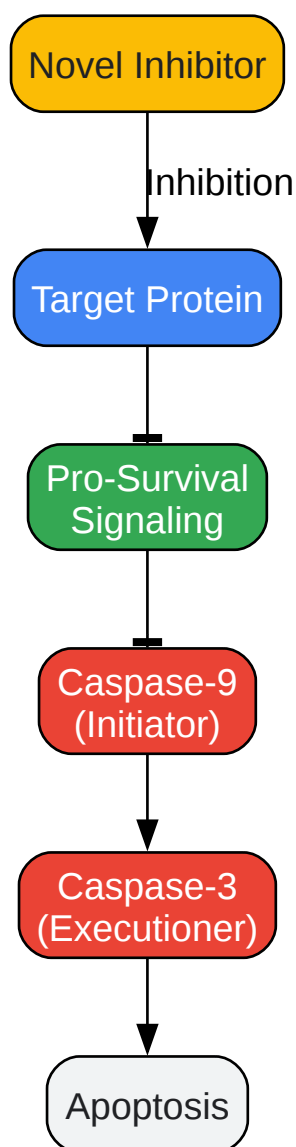 Novel Inhibitor
Inhibition
Target Protein
Pro-Survival
Signaling
Caspase-9
(Initiator)
Caspase-3
(Executioner)
Apoptosis